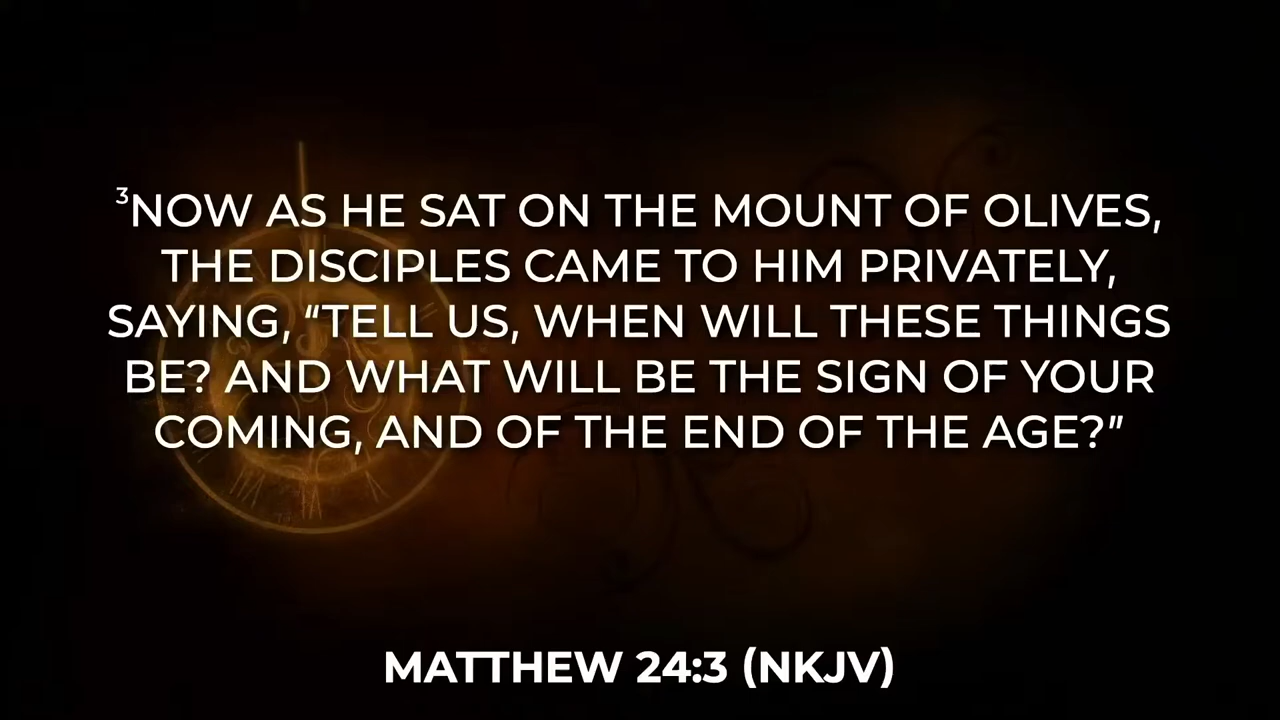 ³NOW AS HE SAT ON THE MOUNT OF OLIVES,
THE DISCIPLES CAME TO HIM PRIVATELY,
SAYING, “TELL US, WHEN WILL THESE THINGS
BE? AND WHAT WILL BE THE SIGN OF YOUR
COMING, AND OF THE END OF THE AGE?”
MATTHEW 24:3 (NKJV)